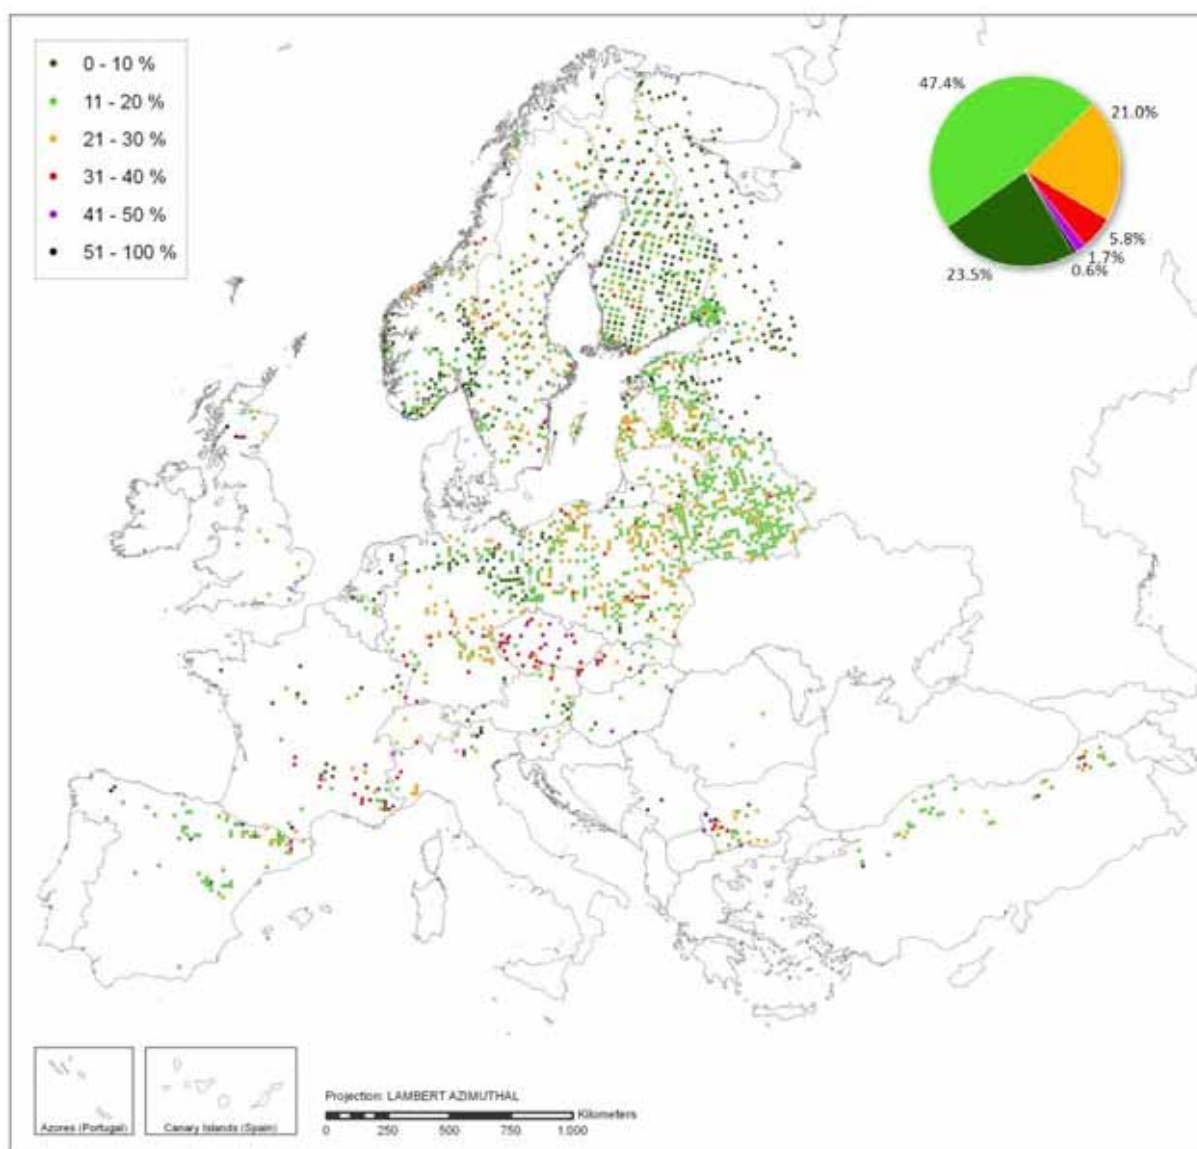 0 - 10 %
11 - 20 %
21 - 30 %
31 - 40 %
41 - 50 %
51 - 100 %
47.4%
21.0%
5.8%
1.7%
0.6%
23.5%
Azores (Portugal)
Canary Islands (Spain)
Projection: LAMBERT AZIMUTHAL
Kilometers
0 250 500 750 1.000